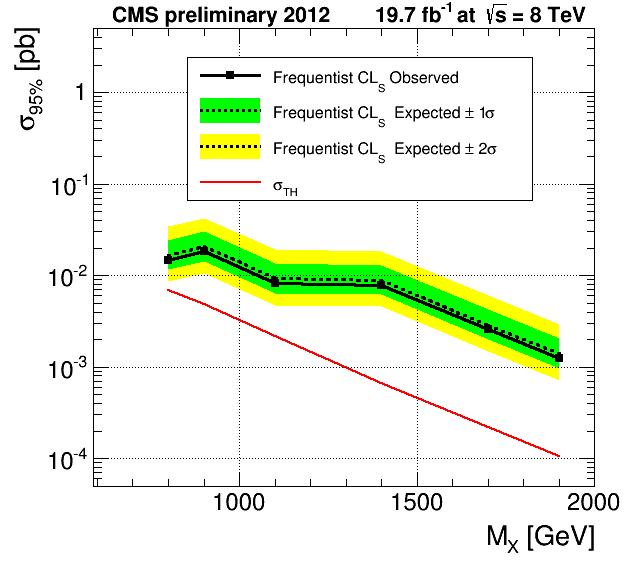 CMS preliminary 2012 19.7 fb⁻¹ at √s = 8 TeV
σ95% [pb]
Frequentist CLS Observed
Frequentist CLS Expected ± 1σ
Frequentist CLS Expected ± 2σ
σTH
1
10⁻¹
10⁻²
10⁻³
10⁻⁴
1000 1500 2000
MX [GeV]